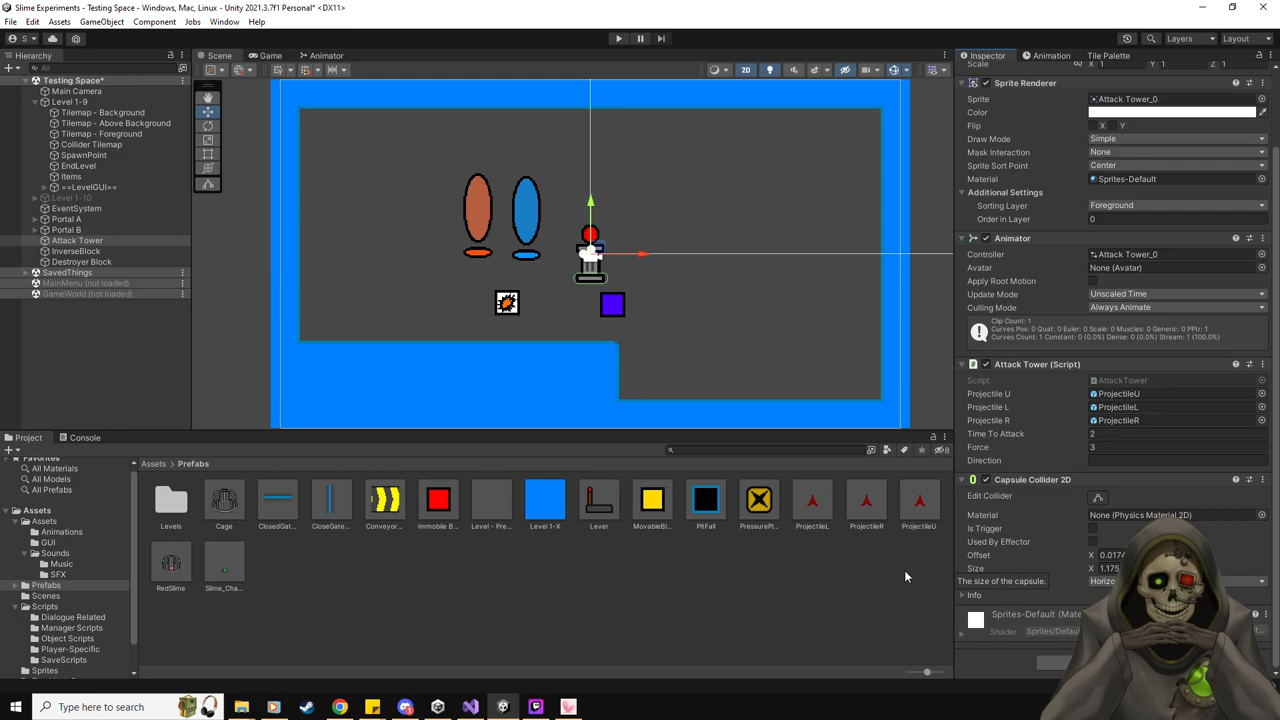 Slime Experiments - Testing Space - Windows, Mac, Linux - Unity 2021.3.7f1 Personal* <DX11>
File Edit Assets GameObject Component Jobs Window Help
S
Layers Layout
Hierarchy
All
Testing Space*
Main Camera
Level 1-9
Tilemap - Background
Tilemap - Above Background
Tilemap - Foreground
Collider Tilemap
SpawnPoint
EndLevel
Items
==LevelGUI==
Level 1-10
EventSystem
Portal A
Portal B
Attack Tower
InverseBlock
Destroyer Block
SavedThings
MainMenu (not loaded)
GameWorld (not loaded)
Scene Game Animator
2D
Inspector Animation Tile Palette
Scale X 1 Y 1 Z 1
Sprite Renderer
Sprite Attack Tower_0
Color
Flip X Y
Draw Mode Simple
Mask Interaction None
Sprite Sort Point Center
Material Sprites-Default
Additional Settings
Sorting Layer Foreground
Order in Layer 0
Animator
Controller Attack Tower_0
Avatar None (Avatar)
Apply Root Motion
Update Mode Unscaled Time
Culling Mode Always Animate
Clip Count: 1
Curves Pos: 0 Quat: 0 Euler: 0 Scale: 0 Muscles: 0 Generic: 0 PPtr: 1
Curves Count: 1 Constant: 0 (0.0%) Dense: 0 (0.0%) Stream: 1 (100.0%)
Attack Tower (Script)
Script AttackTower
Projectile U ProjectileU
Projectile L ProjectileL
Projectile R ProjectileR
Time To Attack 2
Force 3
Direction
Capsule Collider 2D
Edit Collider
Material None (Physics Material 2D)
Is Trigger
Used By Effector
Offset X 0.0174
Size X 1.175
The size of the capsule.
Horizo
Info
Sprites-Default (Mate
Shader Sprites/Defau
Project Console
8
Favorites
All Materials
All Models
All Prefabs
Assets
Assets
Animations
GUI
Sounds
Music
SFX
Prefabs
Scenes
Scripts
Dialogue Related
Manager Scripts
Object Scripts
Player-Specific
SaveScripts
Sprites
Assets > Prefabs
Levels Cage ClosedGat... CloseGate... Conveyor... Immobile B... Level - Pre... Level 1-X Lever MovableBl... PitFall PressurePl... ProjectileL ProjectileR ProjectileU
RedSlime Slime_Cha...
Type here to search